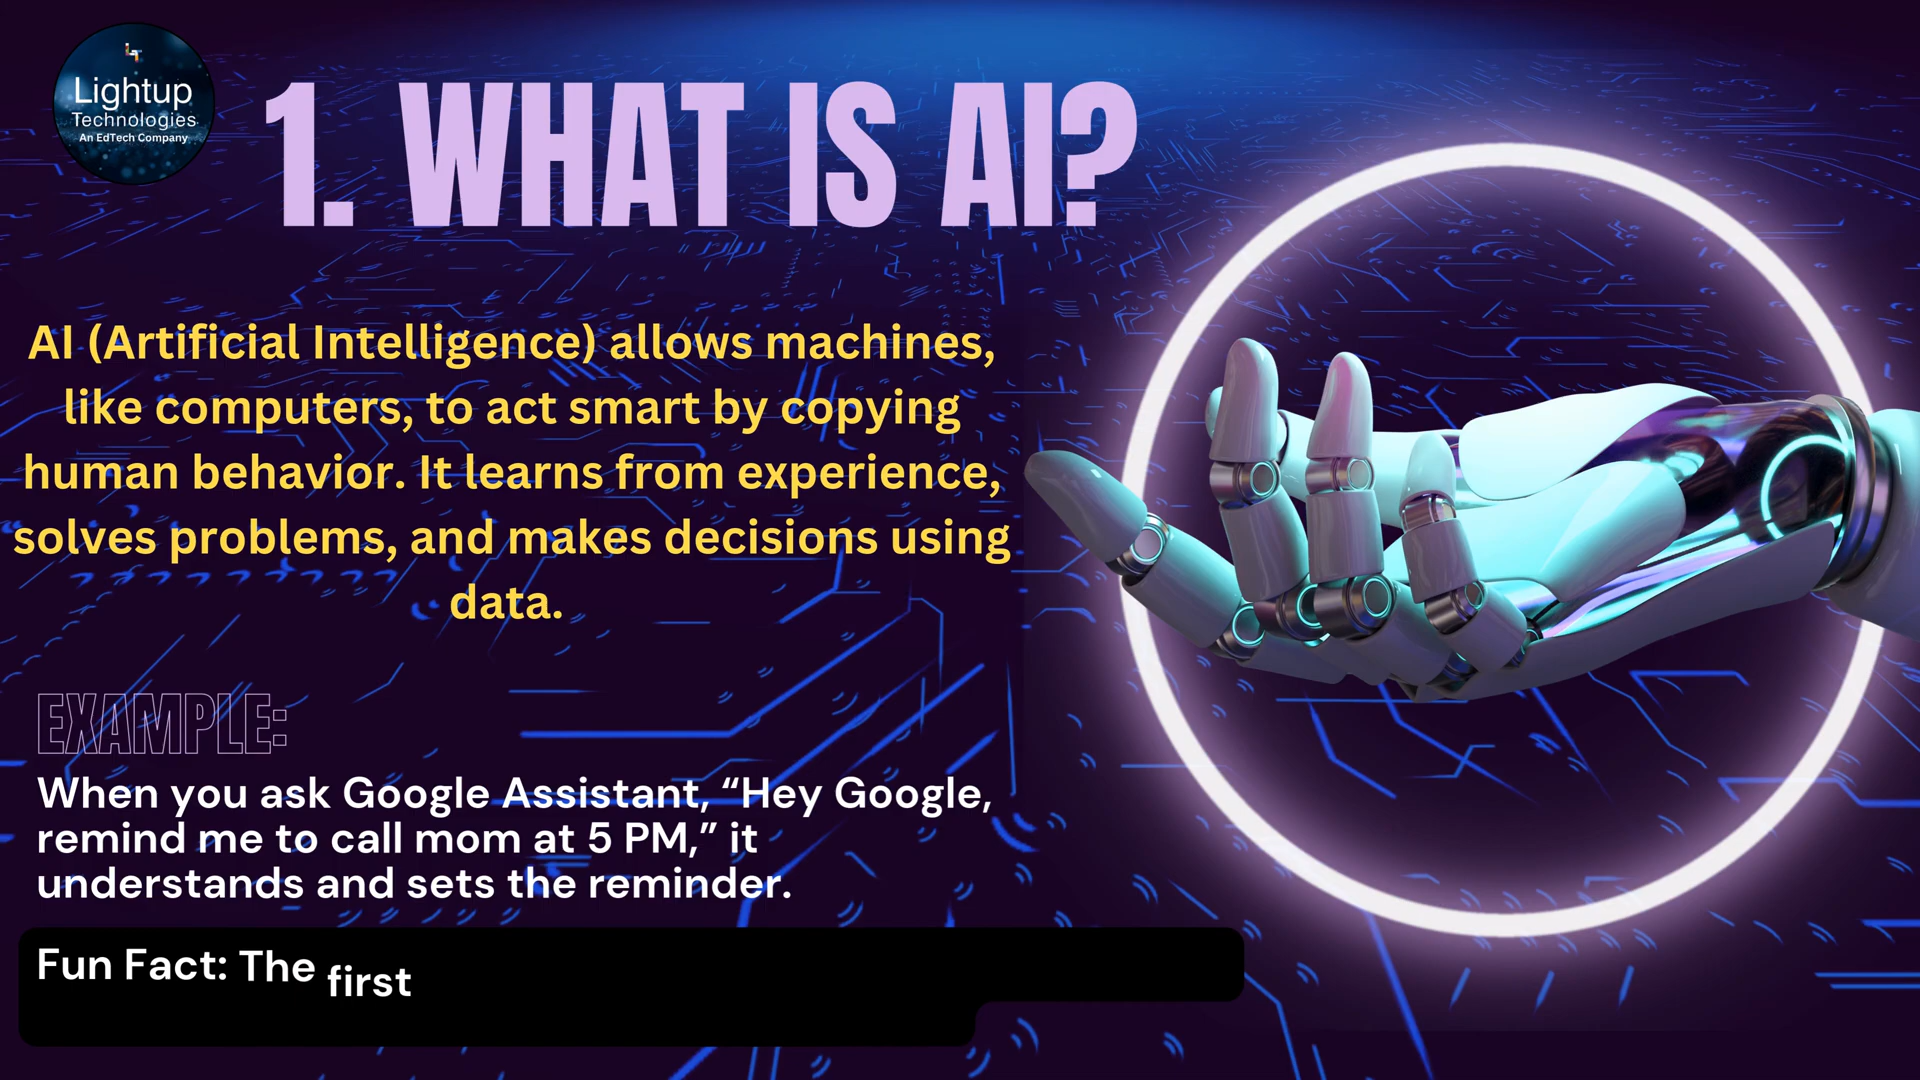 Lightup
Technologies
An EdTech Company
1. WHAT IS AI?
AI (Artificial Intelligence) allows machines,
like computers, to act smart by copying
human behavior. It learns from experience,
solves problems, and makes decisions using
data.
EXAMPLE:
When you ask Google Assistant, “Hey Google,
remind me to call mom at 5 PM,” it
understands and sets the reminder.
Fun Fact: The first